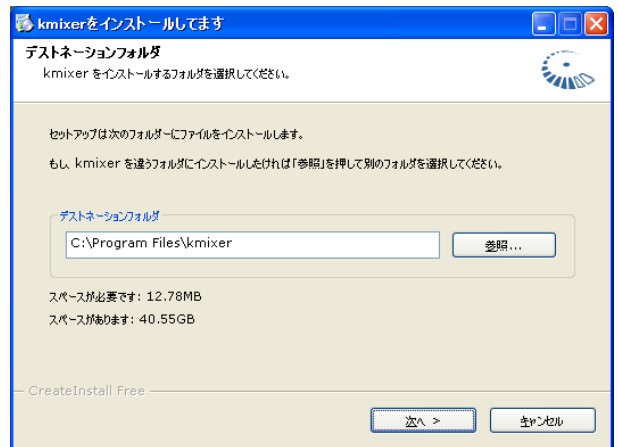 kmixerをインストールしてます
デストネーションフォルダ
kmixer をインストールするフォルダを選択してください。
セットアップは次のフォルダーにファイルをインストールします。
もし、kmixer を違うフォルダにインストールしたければ「参照」を押して別のフォルダを選択してください。
デストネーションフォルダ
C:\Program Files\kmixer
参照...
スペースが必要です: 12.78MB
スペースがあります: 40.55GB
CreateInstall Free
次へ >
キャンセル